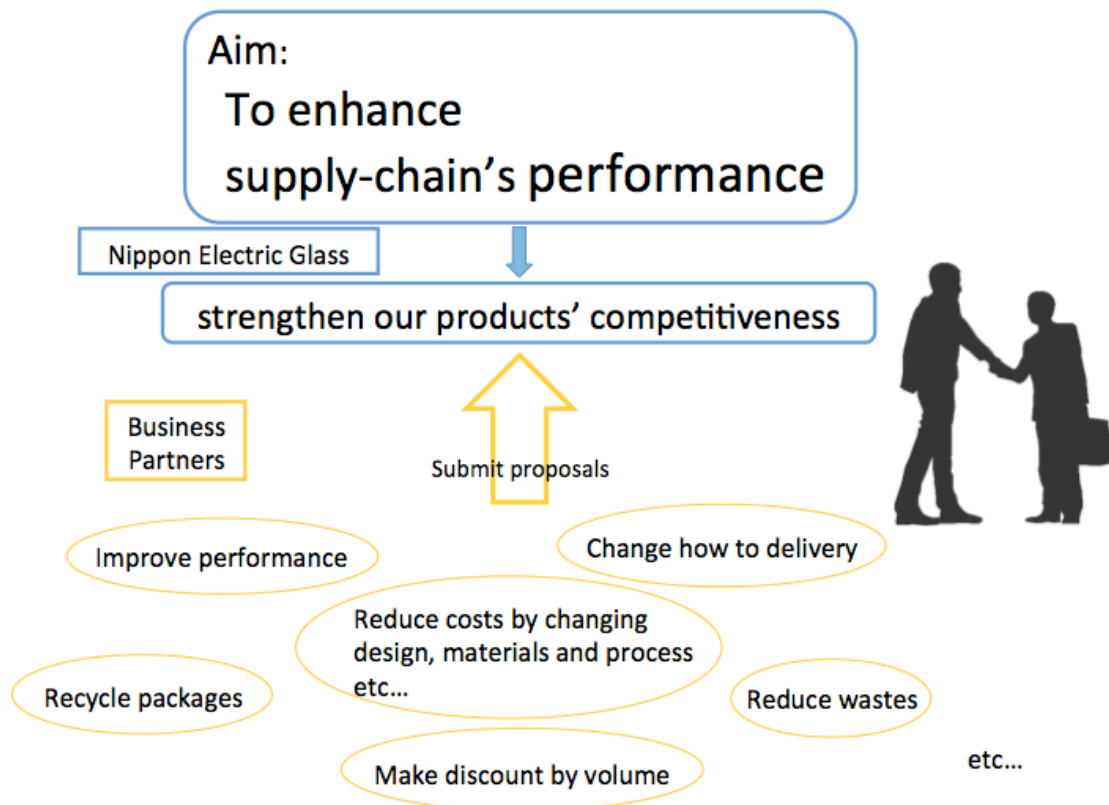 Aim:
To enhance
supply-chain's performance
Nippon Electric Glass
strengthen our products' competitiveness
Business
Partners
Submit proposals
Improve performance
Change how to delivery
Reduce costs by changing
design, materials and process
etc...
Recycle packages
Reduce wastes
Make discount by volume
etc...